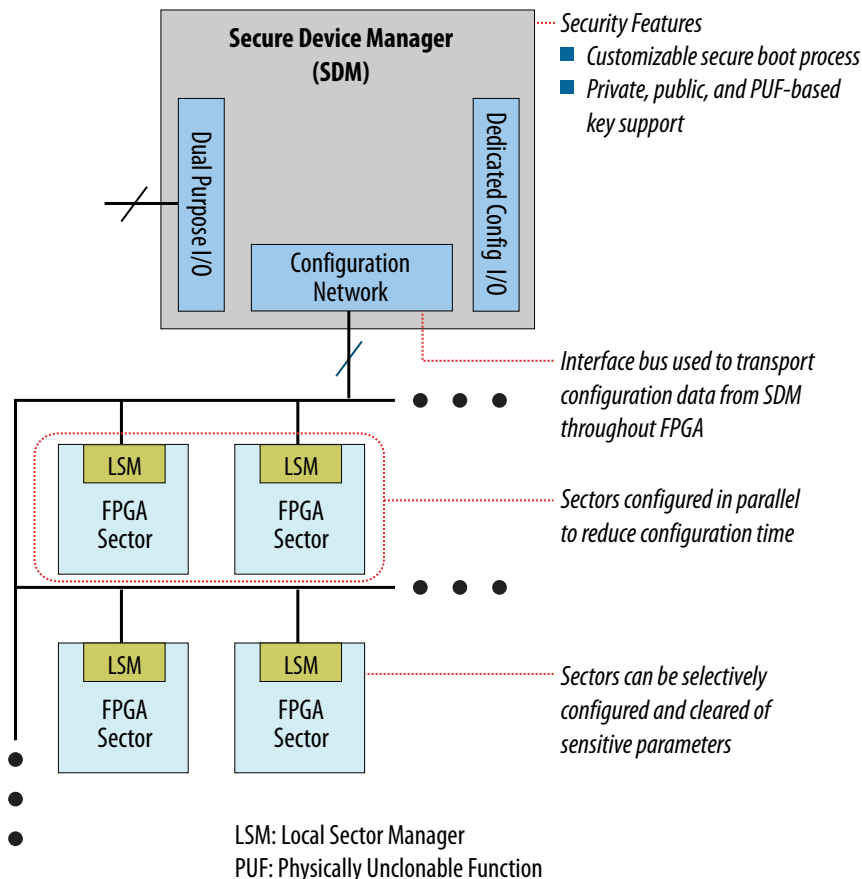 Secure Device Manager
(SDM)
Security Features
Customizable secure boot process
Private, public, and PUF-based
key support
Dual Purpose I/O
Dedicated Config I/O
Configuration
Network
Interface bus used to transport
configuration data from SDM
throughout FPGA
LSM
FPGA
Sector
LSM
FPGA
Sector
Sectors configured in parallel
to reduce configuration time
LSM
FPGA
Sector
LSM
FPGA
Sector
Sectors can be selectively
configured and cleared of
sensitive parameters
LSM: Local Sector Manager
PUF: Physically Unclonable Function